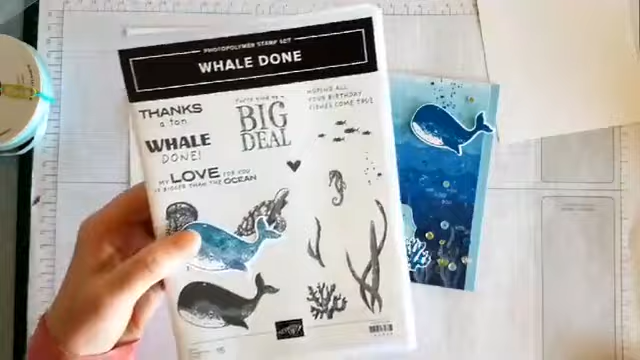 PHOTOPOLYMER STAMP SET
WHALE DONE
THANKS
a ton
WHALE
DONE!
MY LOVE FOR YOU
IS BIGGER THAN THE OCEAN
BIG
DEAL
HOPING ALL
YOUR BIRTHDAY
FISHES COME TRUE